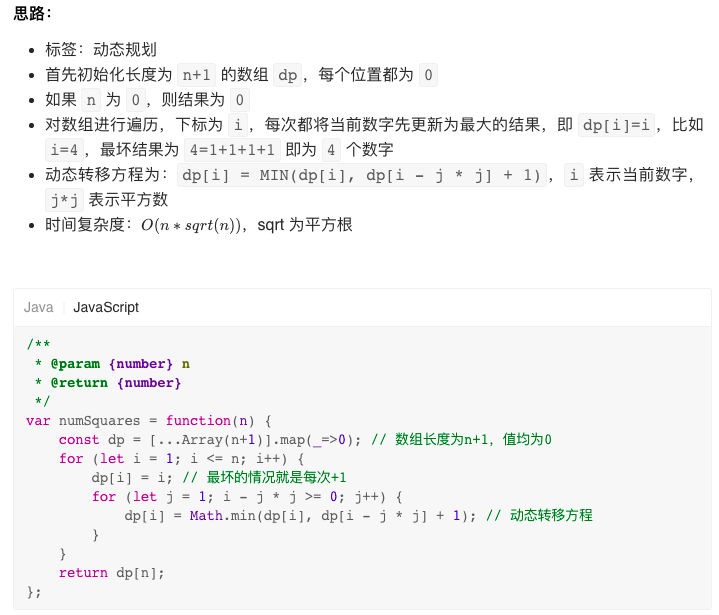 思路：
标签：动态规划
首先初始化长度为 n+1 的数组 dp，每个位置都为 0
如果 n 为 0，则结果为 0
对数组进行遍历，下标为 i，每次都将当前数字先更新为最大的结果，即 dp[i]=i，比如
i=4，最坏结果为 4=1+1+1+1 即为 4 个数字
动态转移方程为：dp[i] = MIN(dp[i], dp[i - j * j] + 1)，i 表示当前数字，
j*j 表示平方数
时间复杂度：O(n * sqrt(n))，sqrt 为平方根
Java JavaScript
/**
 * @param {number} n
 * @return {number}
 */
var numSquares = function(n) {
    const dp = [...Array(n+1)].map(_=>0); // 数组长度为n+1，值均为0
    for (let i = 1; i <= n; i++) {
        dp[i] = i; // 最坏的情况就是每次+1
        for (let j = 1; i - j * j >= 0; j++) {
            dp[i] = Math.min(dp[i], dp[i - j * j] + 1); // 动态转移方程
        }
    }
    return dp[n];
};